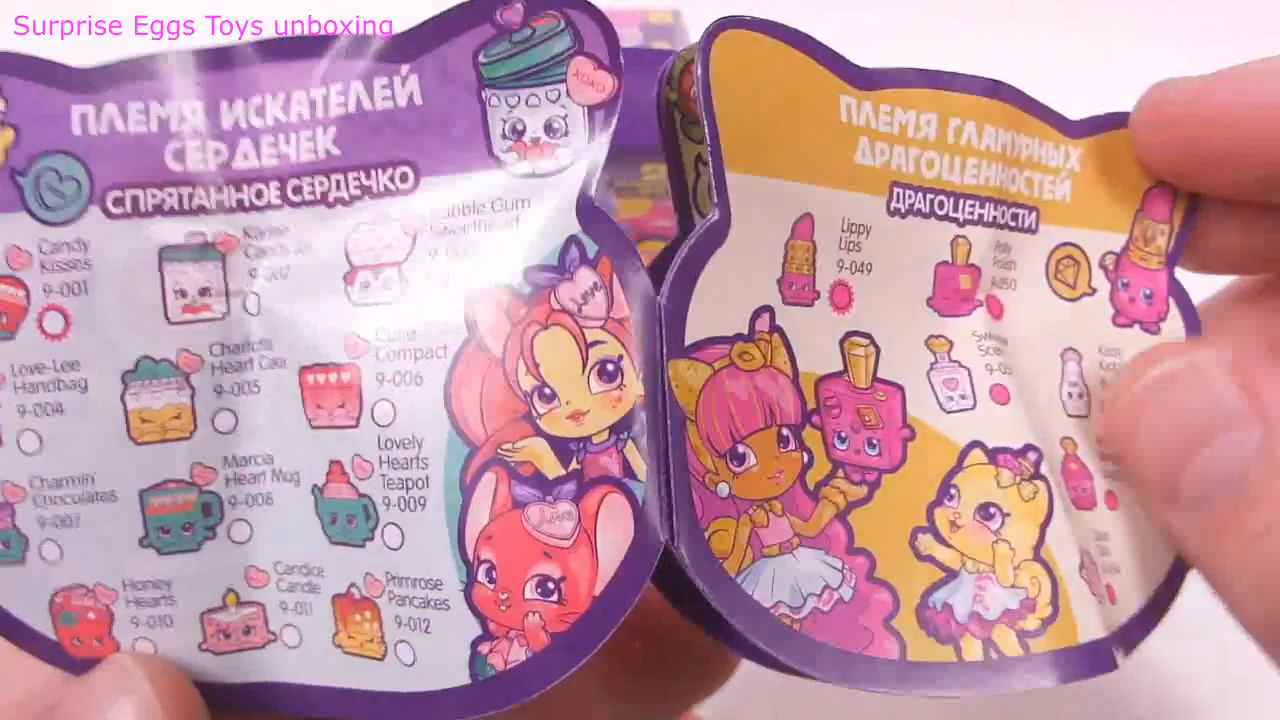 Surprise Eggs Toys unboxing
ПЛЕМЯ ИСКАТЕЛЕЙ
СЕРДЕЧЕК
СПРЯТАННОЕ СЕРДЕЧКО
XOXO
Candy
Kisses
9-001
Gum
Love-Lee
Handbag
9-004
Charlotte
Heart Cake
9-005
Compact
9-006
Charmin'
Chocolates
9-007
Marcia
Heart Mug
9-008
Lovely
Hearts
Teapot
9-009
Honey
Hearts
9-010
Candice
Candle
9-011
Primrose
Pancakes
9-012
Love
Love
ПЛЕМЯ ГЛАМУРНЫХ
ДРАГОЦЕННОСТЕЙ
ДРАГОЦЕННОСТИ
Lippy
Lips
9-049
Polly
Polish